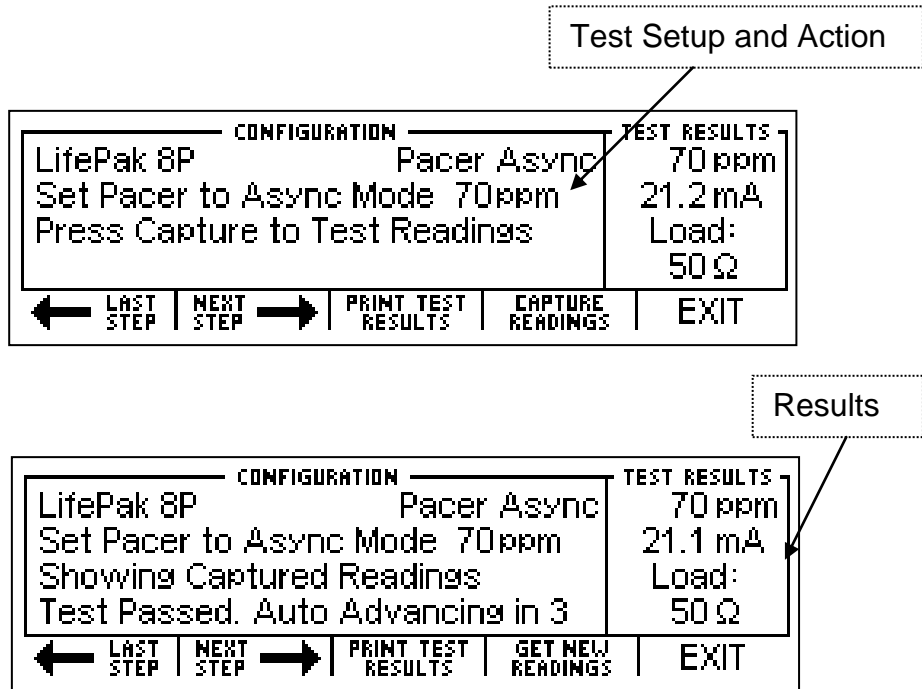 Test Setup and Action
CONFIGURATION TEST RESULTS
LifePak 8P Pacer Async 70 ppm
Set Pacer to Async Mode 70ppm 21.2 mA
Press Capture to Test Readings Load:
50 Ω
LAST STEP NEXT STEP PRINT TEST RESULTS CAPTURE READINGS EXIT
Results
CONFIGURATION TEST RESULTS
LifePak 8P Pacer Async 70 ppm
Set Pacer to Async Mode 70ppm 21.1 mA
Showing Captured Readings Load:
Test Passed. Auto Advancing in 3 50 Ω
LAST STEP NEXT STEP PRINT TEST RESULTS GET NEW READINGS EXIT